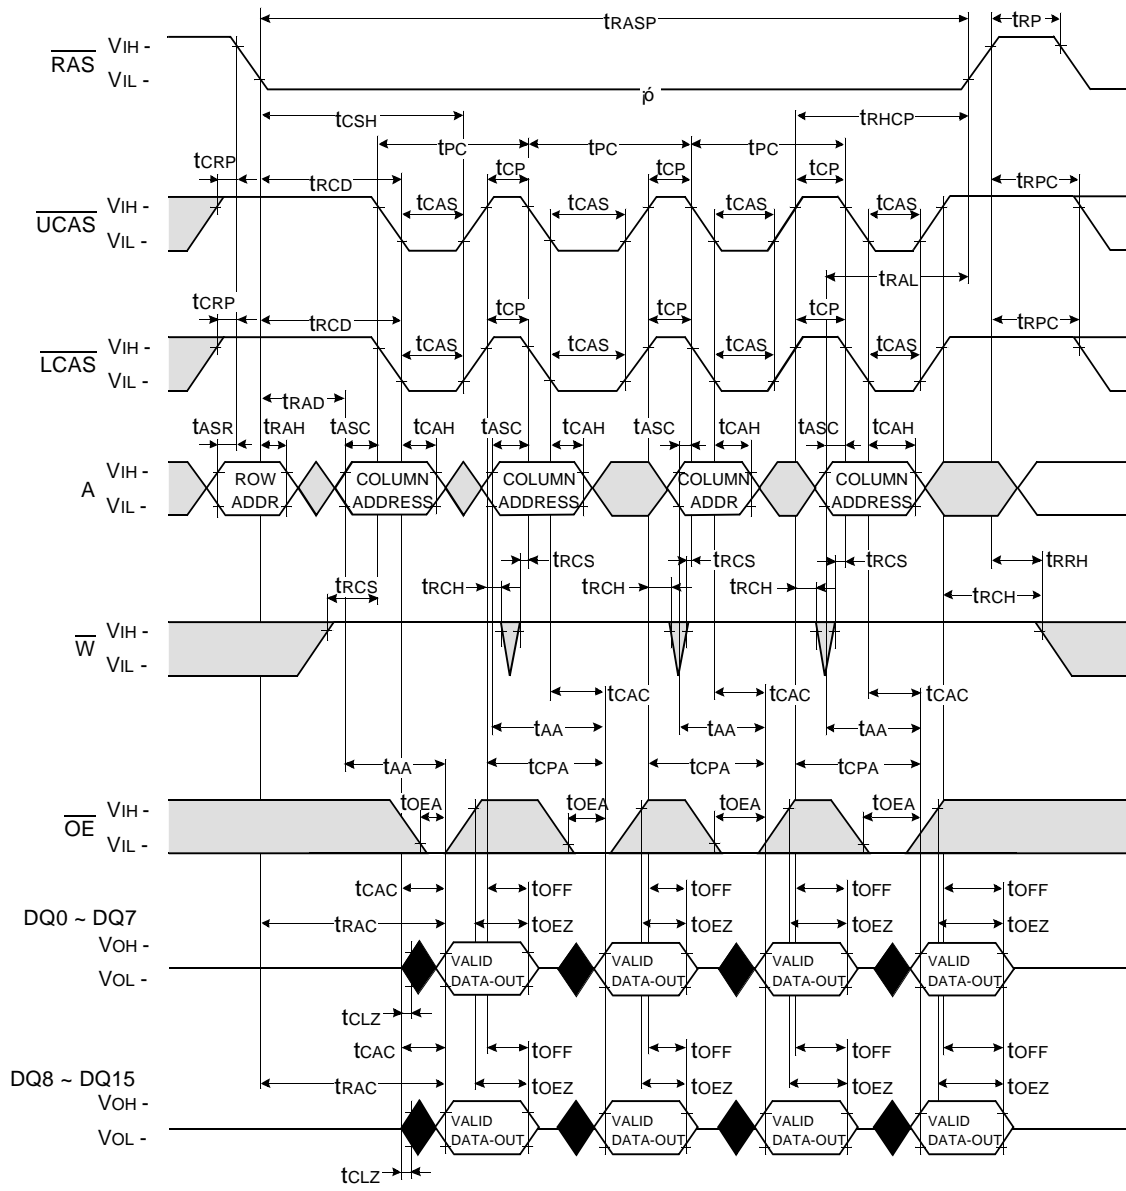 tRASP tRP
RAS VIH -
VIL -
ìó
tCSH tRHCP
tPC tPC tPC
tCRP tRCD tCP tCP tCP tRPC
tCAS tCAS tCAS tCAS
UCAS VIH -
VIL -
tRAL
tCRP tRCD tCP tCP tCP tRPC
tCAS tCAS tCAS tCAS
LCAS VIH -
VIL -
tRAD
tASR tRAH tASC tCAH tASC tCAH tASC tCAH tASC tCAH
A VIH -
VIL -
ROW ADDR
COLUMN ADDRESS
COLUMN ADDRESS
COLUMN ADDR
COLUMN ADDRESS
tRCS tRCS tRCS tRRH
tRCS tRCH tRCH tRCH tRCH
W VIH -
VIL -
tCAC tCAC tCAC
tAA tAA tAA
tAA tCPA tCPA tCPA
tOEA tOEA tOEA tOEA
OE VIH -
VIL -
tCAC tOFF tOFF tOFF tOFF
DQ0 ~ DQ7
tRAC tOEZ tOEZ tOEZ tOEZ
VOH -
VOL -
VALID DATA-OUT
VALID DATA-OUT
VALID DATA-OUT
VALID DATA-OUT
tCLZ
tCAC tOFF tOFF tOFF tOFF
DQ8 ~ DQ15
tRAC tOEZ tOEZ tOEZ tOEZ
VOH -
VOL -
VALID DATA-OUT
VALID DATA-OUT
VALID DATA-OUT
VALID DATA-OUT
tCLZ